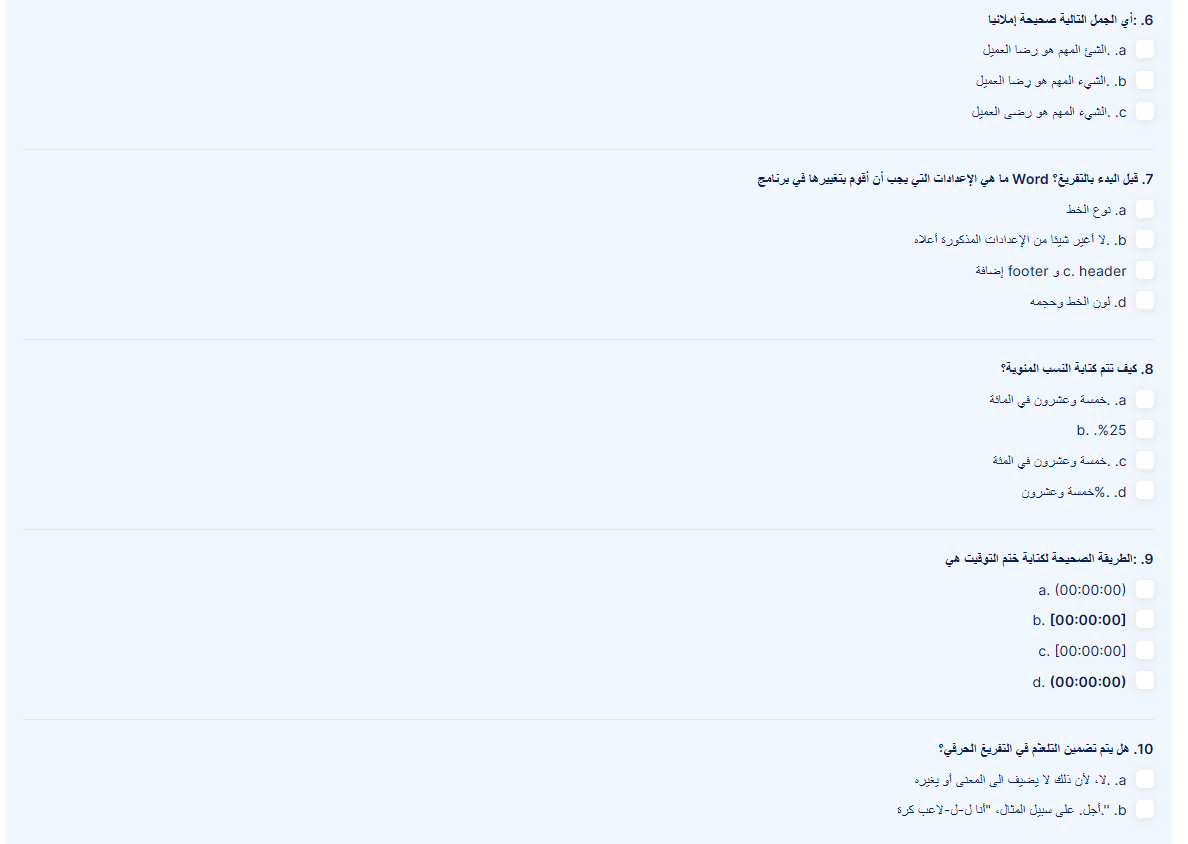 6. أي الجمل التالية صحيحة إملائيا:.
a. الشئ المهم هو رضا العميل.
b. الشيء المهم هو رضا العميل.
c. الشيء المهم هو رضى العميل.
7. قبل البدء بالتفريغ؟ Word ما هي الإعدادات التي يجب أن أقوم بتغييرها في برنامج
a. نوع الخط
b. لا أغير شيئا من الإعدادات المذكورة أعلاه.
c. header و footer إضافة
d. لون الخط وحجمه
8. كيف تتم كتابة النسب المئوية؟
a. خمسة وعشرون في المائة.
b. .%25
c. خمسة وعشرون في المئة.
d. .%خمسة وعشرون
9. الطريقة الصحيحة لكتابة ختم التوقيت هي:.
a. (00:00:00)
b. [00:00:00]
c. [00:00:00]
d. (00:00:00)
10. هل يتم تضمين التلعثم في التفريغ الحرفي؟
a. لا، لأن ذلك لا يضيف الى المعنى أو يغيره.
b. ".أجل. على سبيل المثال، "أنا ل-ل-لاعب كرة